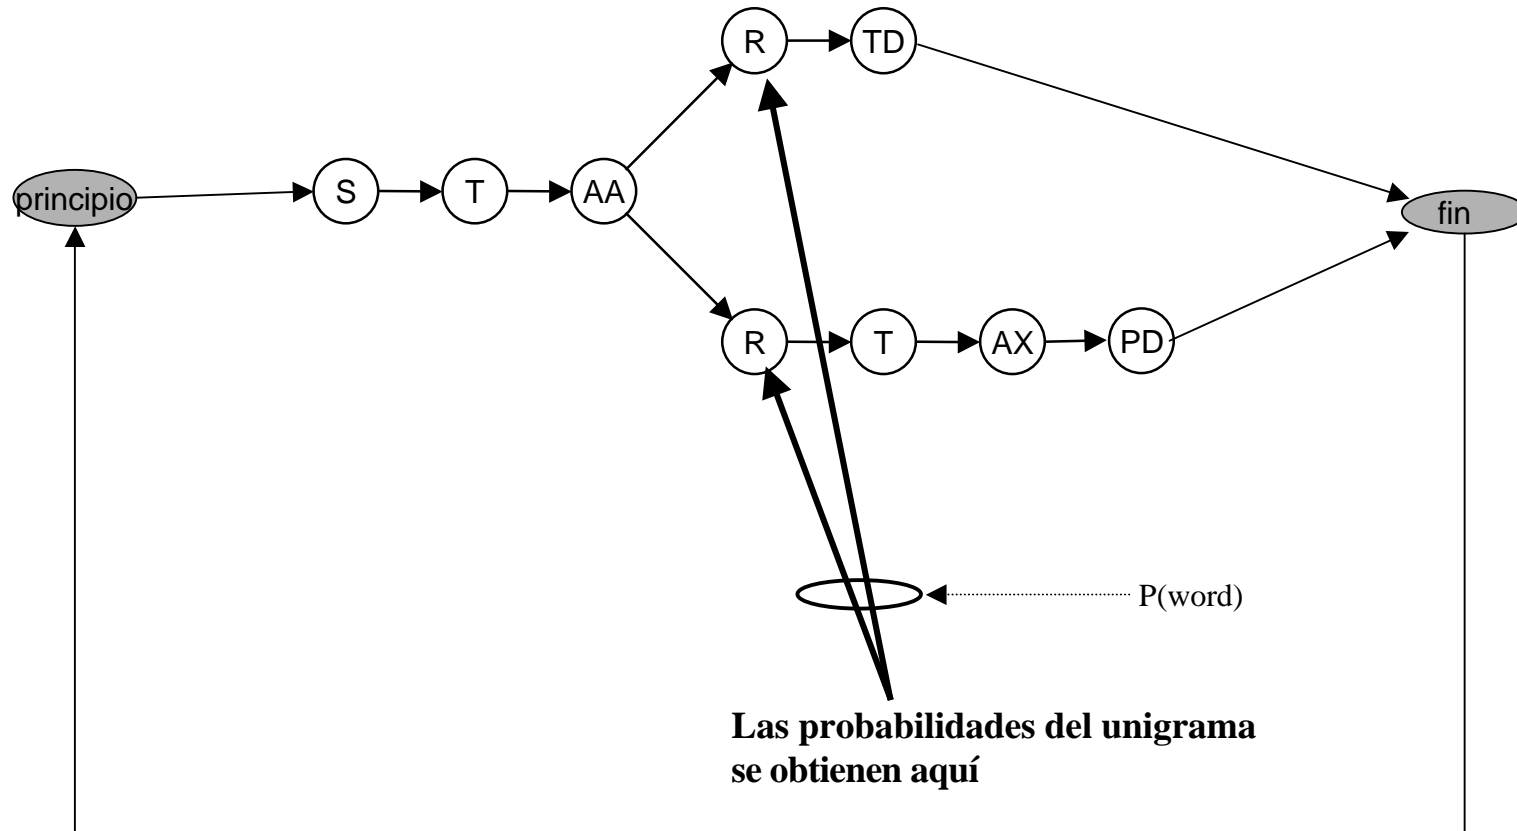 R TD
principio S T AA fin
R T AX PD
P(word)
Las probabilidades del unigrama
se obtienen aquí